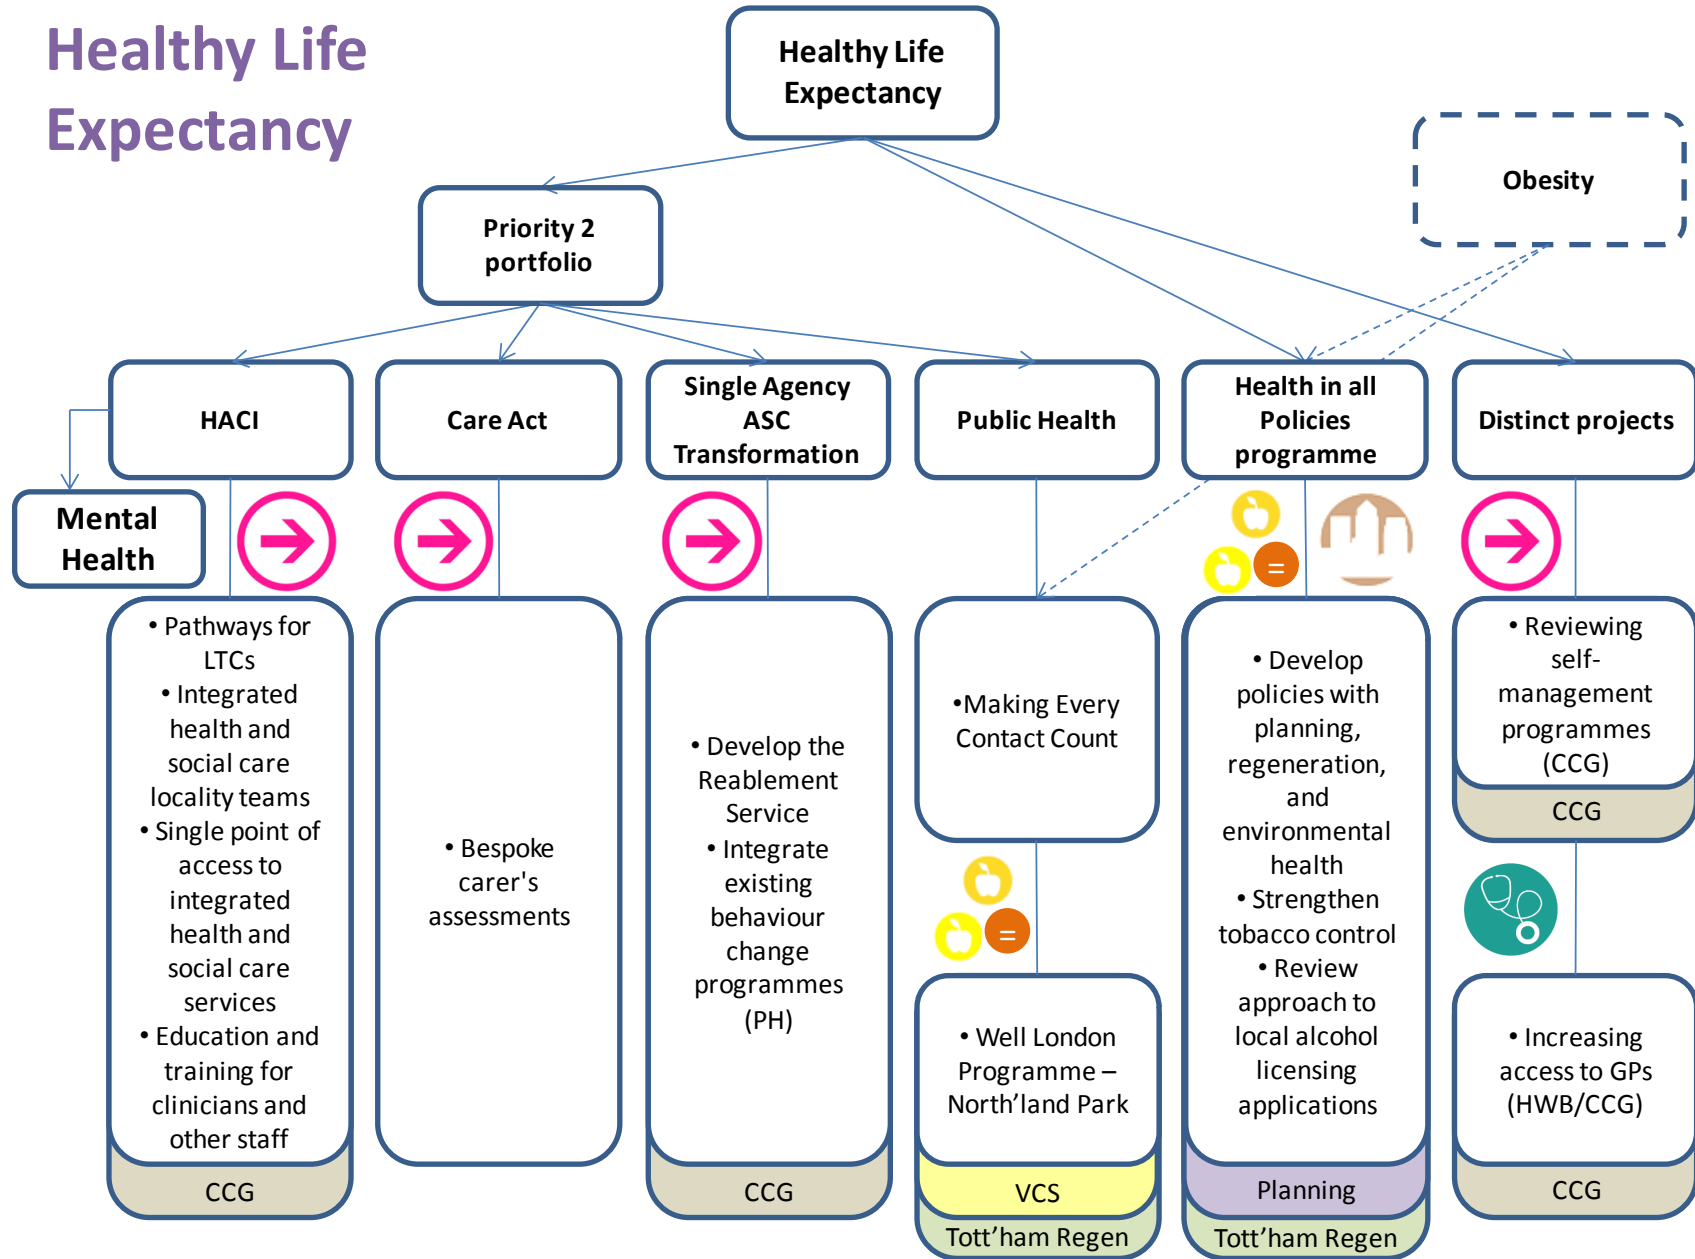 Healthy Life
Expectancy
Healthy Life
Expectancy
Obesity
Priority 2
portfolio
HACI
Care Act
Single Agency
ASC
Transformation
Public Health
Health in all
Policies
programme
Distinct projects
Mental
Health
• Pathways for
LTCs
• Integrated
health and
social care
locality teams
• Single point of
access to
integrated
health and
social care
services
• Education and
training for
clinicians and
other staff
CCG
• Bespoke
carer's
assessments
• Develop the
Reablement
Service
• Integrate
existing
behaviour
change
programmes
(PH)
CCG
•Making Every
Contact Count
=
• Well London
Programme –
North’land Park
VCS
Tott’ham Regen
=
• Develop
policies with
planning,
regeneration,
and
environmental
health
• Strengthen
tobacco control
• Review
approach to
local alcohol
licensing
applications
Planning
Tott’ham Regen
• Reviewing
self-
management
programmes
(CCG)
CCG
• Increasing
access to GPs
(HWB/CCG)
CCG